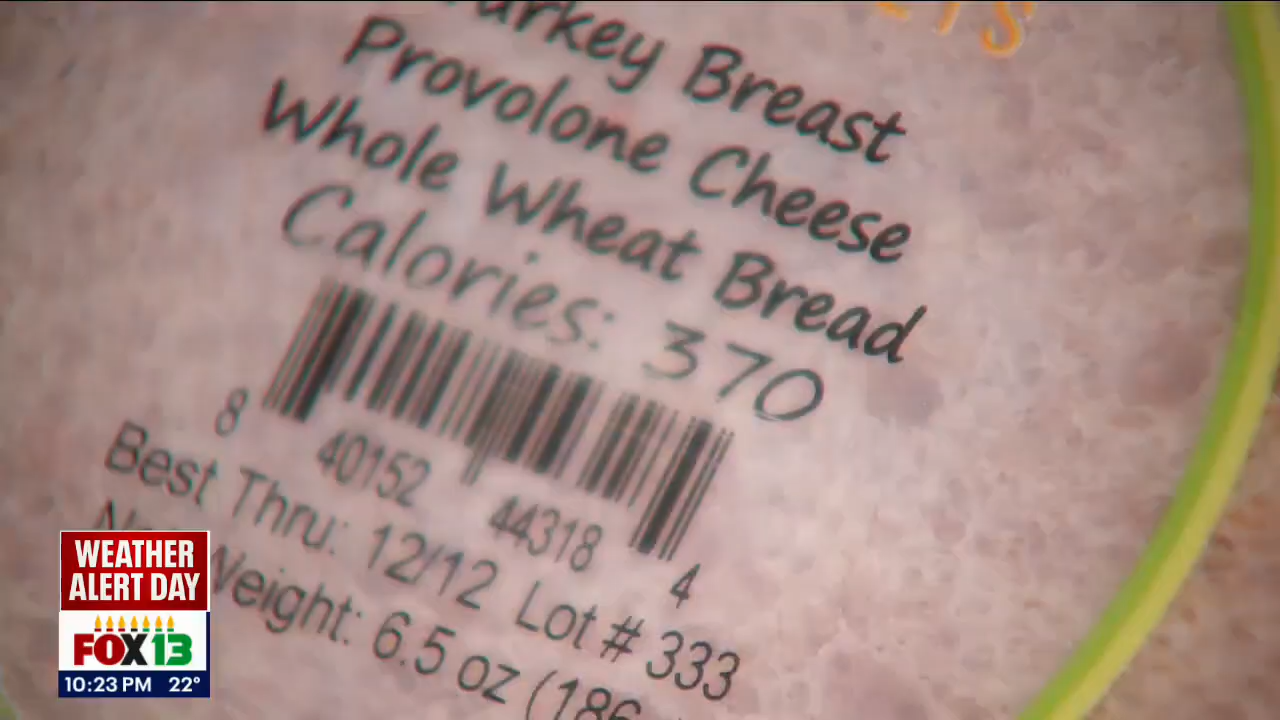 Turkey Breast
Provolone Cheese
Whole Wheat Bread
Calories: 370
8 40152 44318 4
Best Thru: 12/12 Lot # 333
Weight: 6.5 oz (186
WEATHER
ALERT DAY
FOX 13
10:23 PM 22°